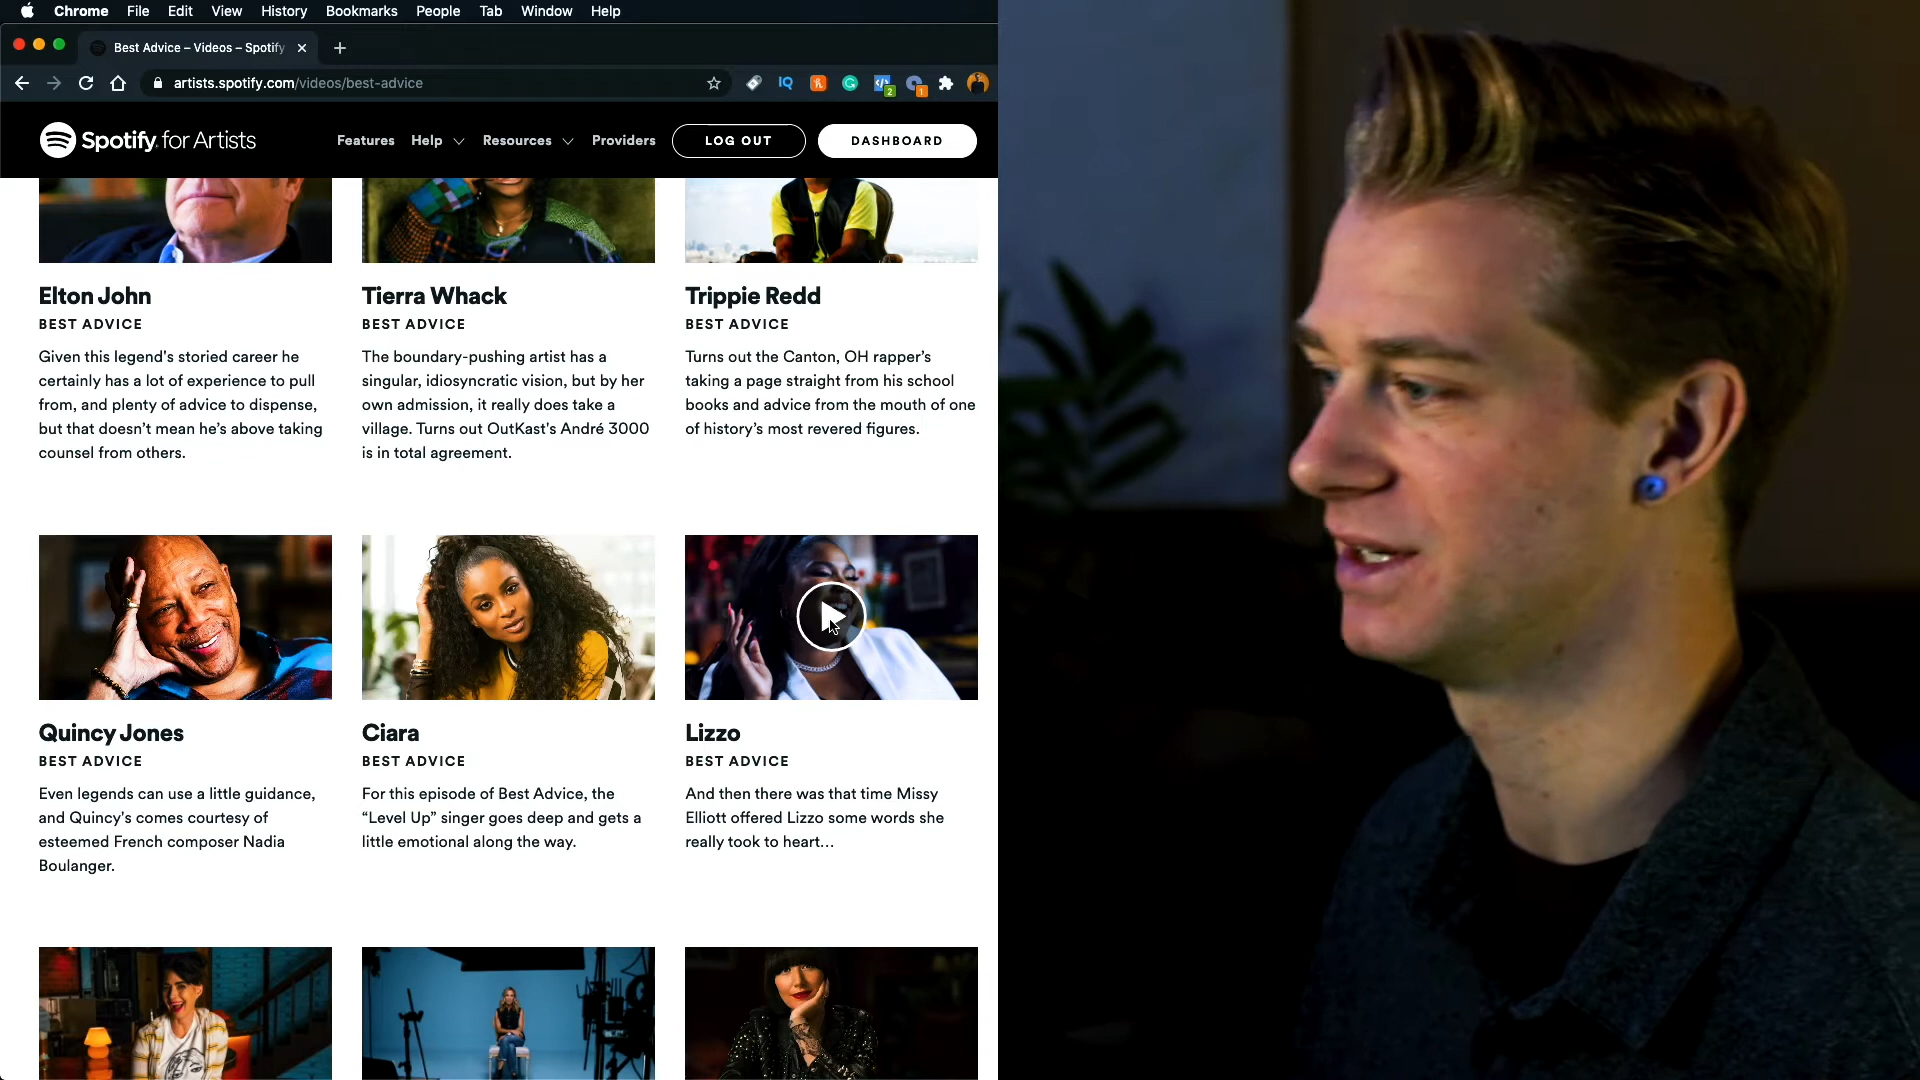 Chrome File Edit View History Bookmarks People Tab Window Help
Best Advice – Videos – Spotify
artists.spotify.com/videos/best-advice
IQ
2
1
Spotify for Artists
Features Help Resources Providers LOG OUT DASHBOARD
Elton John
BEST ADVICE
Given this legend's storied career he
certainly has a lot of experience to pull
from, and plenty of advice to dispense,
but that doesn't mean he's above taking
counsel from others.
Tierra Whack
BEST ADVICE
The boundary-pushing artist has a
singular, idiosyncratic vision, but by her
own admission, it really does take a
village. Turns out OutKast's André 3000
is in total agreement.
Trippie Redd
BEST ADVICE
Turns out the Canton, OH rapper's
taking a page straight from his school
books and advice from the mouth of one
of history's most revered figures.
Quincy Jones
BEST ADVICE
Even legends can use a little guidance,
and Quincy's comes courtesy of
esteemed French composer Nadia
Boulanger.
Ciara
BEST ADVICE
For this episode of Best Advice, the
“Level Up” singer goes deep and gets a
little emotional along the way.
Lizzo
BEST ADVICE
And then there was that time Missy
Elliott offered Lizzo some words she
really took to heart…